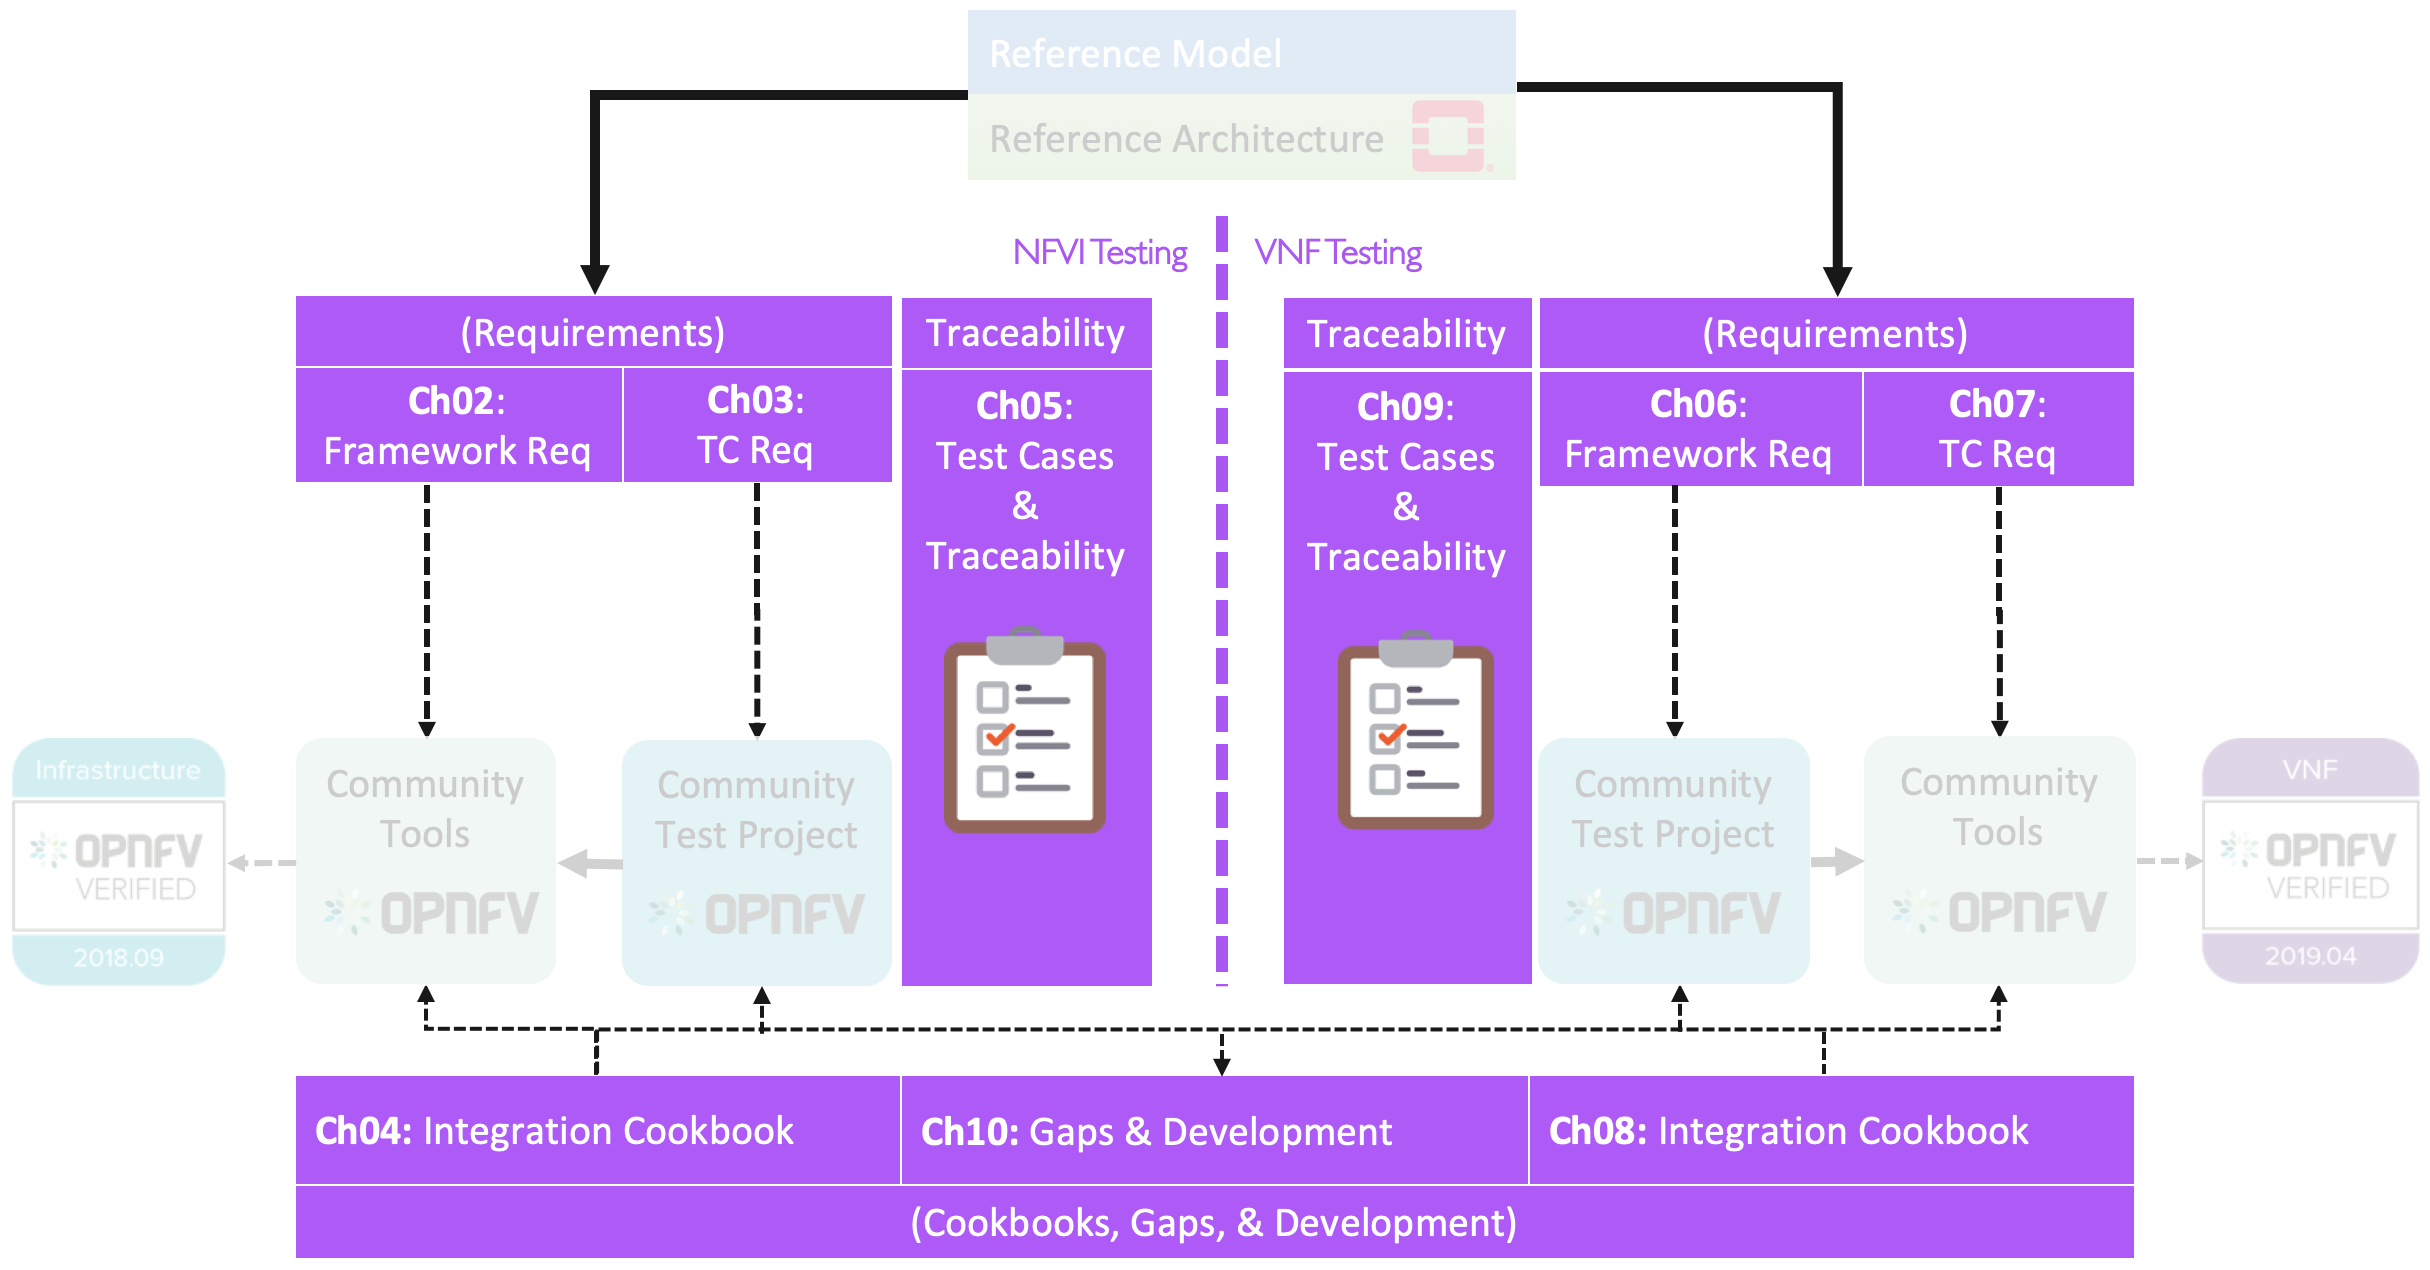 Reference Model
Reference Architecture
NFVI Testing
VNF Testing
(Requirements)
Ch02:
Framework Req
Ch03:
TC Req
Traceability
Ch05:
Test Cases
&
Traceability
Traceability
Ch09:
Test Cases
&
Traceability
(Requirements)
Ch06:
Framework Req
Ch07:
TC Req
Infrastructure
OPNFV
VERIFIED
2018.09
Community
Tools
OPNFV
Community
Test Project
OPNFV
Community
Test Project
OPNFV
Community
Tools
OPNFV
VNF
OPNFV
VERIFIED
2019.04
Ch04: Integration Cookbook
Ch10: Gaps & Development
Ch08: Integration Cookbook
(Cookbooks, Gaps, & Development)